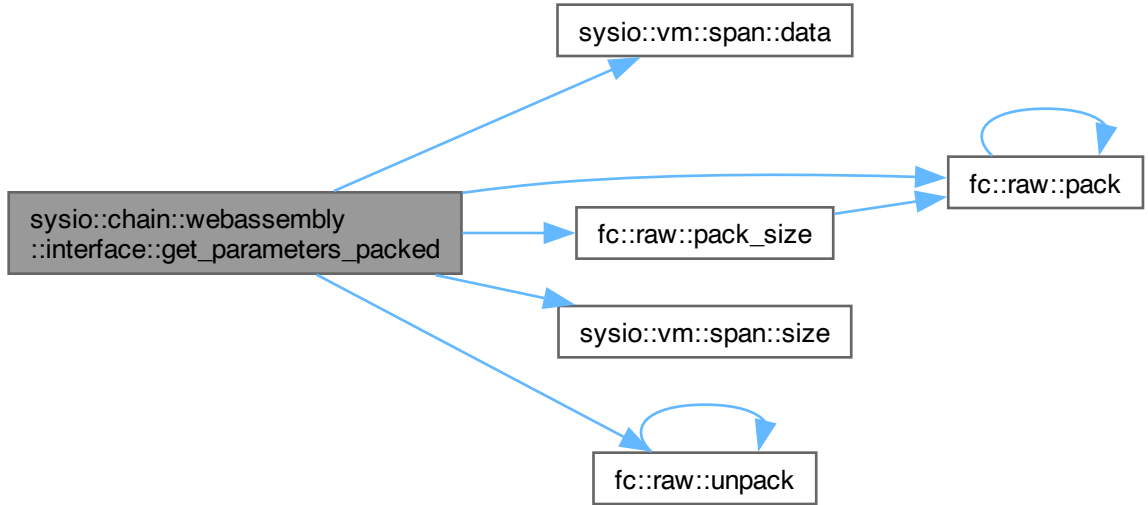 sysio::vm::span::data
fc::raw::pack
sysio::chain::webassembly
::interface::get_parameters_packed
fc::raw::pack_size
sysio::vm::span::size
fc::raw::unpack